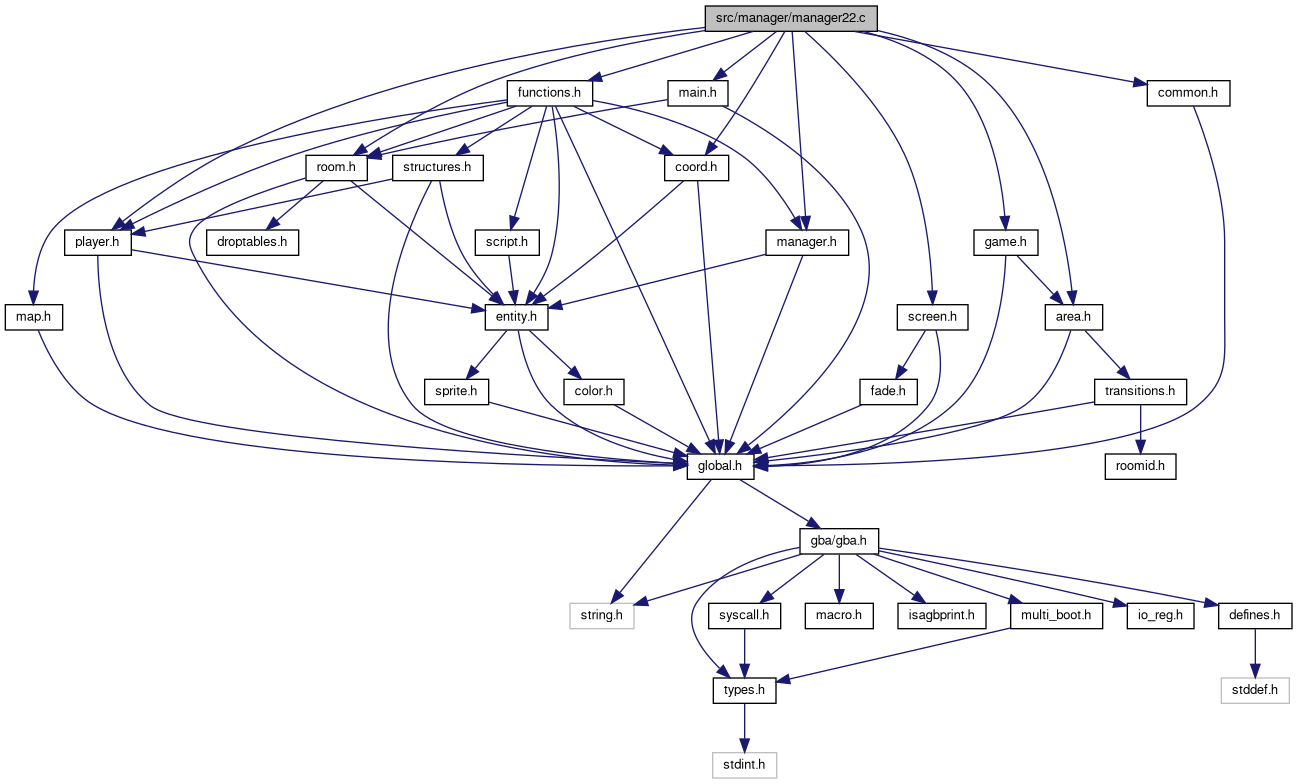 src/manager/manager22.c
functions.h
main.h
common.h
room.h
structures.h
coord.h
player.h
droptables.h
script.h
manager.h
game.h
map.h
entity.h
screen.h
area.h
sprite.h
color.h
fade.h
transitions.h
global.h
roomid.h
gba/gba.h
string.h
syscall.h
macro.h
isagbprint.h
multi_boot.h
io_reg.h
defines.h
types.h
stddef.h
stdint.h